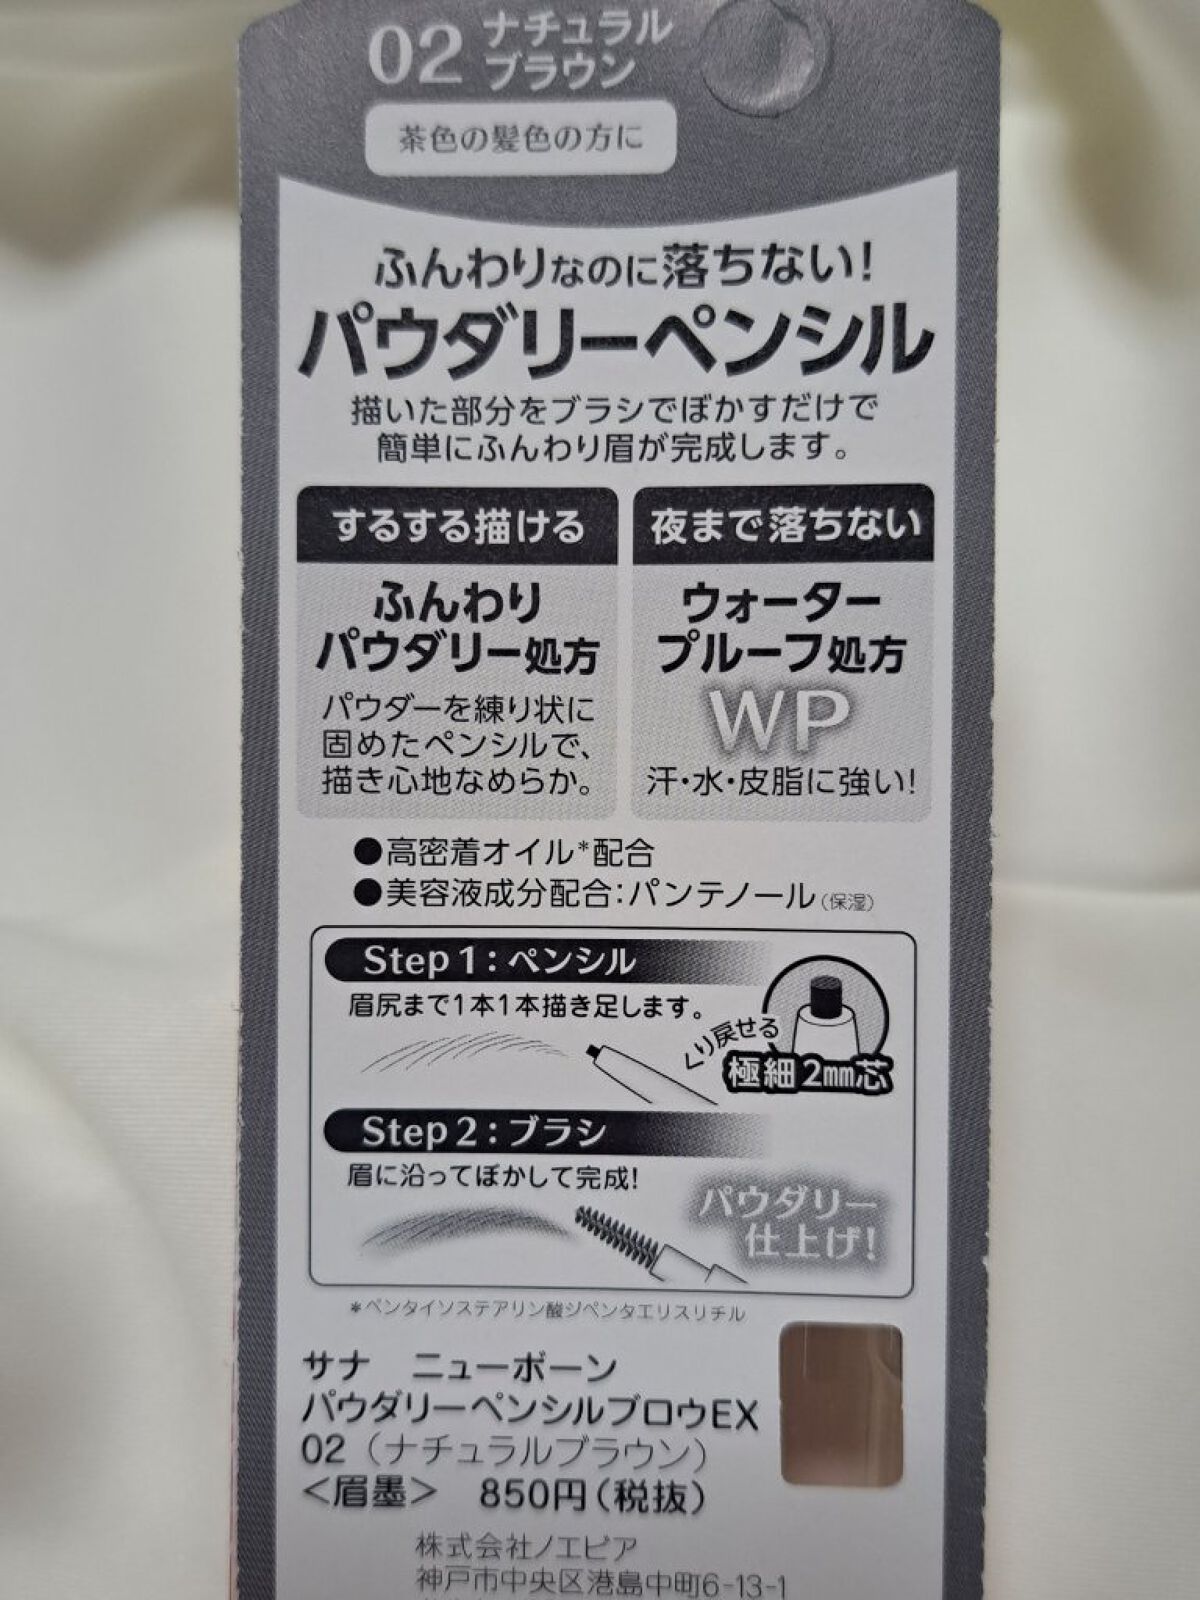 02 ナチュラル
ブラウン
茶色の髪色の方に
ふんわりなのに落ちない!
パウダリーペンシル
描いた部分をブラシでぼかすだけで
簡単にふんわり眉が完成します。
するする描ける
ふんわり
パウダリー処方
パウダーを練り状に
固めたペンシルで、
描き心地なめらか。
夜まで落ちない
ウォーター
プルーフ処方
WP
汗・水・皮脂に強い!
●高密着オイル*配合
●美容液成分配合:パンテノール(保湿)
Step1:ペンシル
眉尻まで1本1本描き足します。
くり戻せる
極細2mm芯
Step2:ブラシ
眉に沿ってぼかして完成!
パウダリー
仕上げ!
*ペンタイソステアリン酸ジペンタエリスリチル
サナ ニューボーン
パウダリーペンシルブロウEX
02(ナチュラルブラウン)
<眉墨> 850円(税抜)
株式会社ノエビア
神戸市中央区港島中町6-13-1